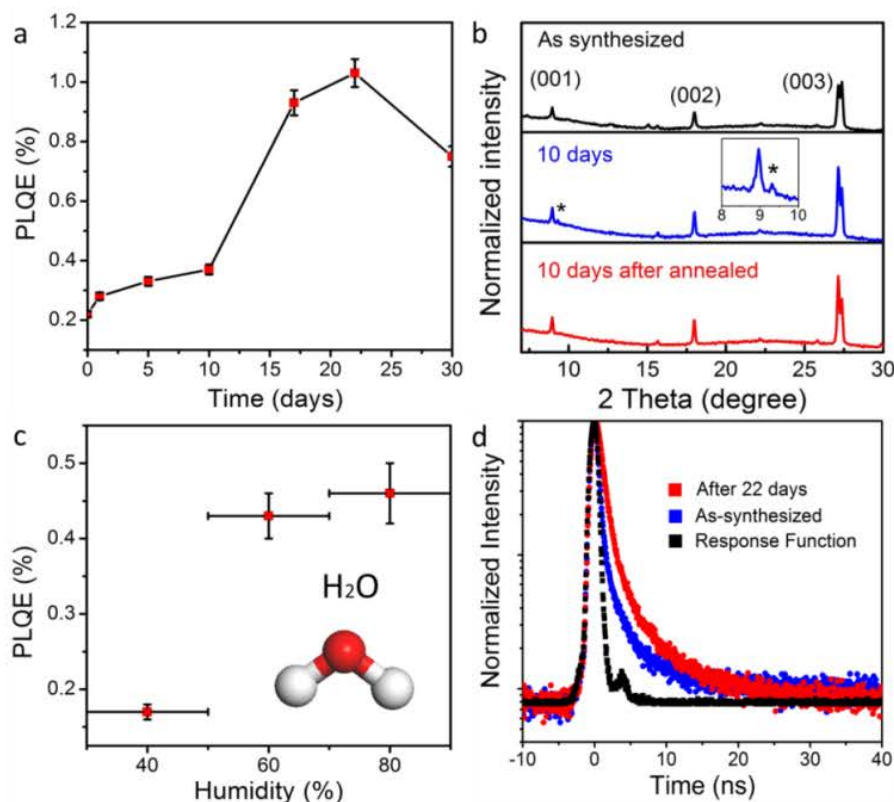 a
1.2
1.0
0.8
0.6
0.4
0.2
PLQE (%)
0 5 10 15 20 25 30
Time (days)
b
As synthesized
(001) (002) (003)
10 days
*
*
8 9 10
10 days after annealed
Normalized intensity
10 15 20 25 30
2 Theta (degree)
c
0.5
0.4
0.3
0.2
PLQE (%)
H₂O
40 60 80
Humidity (%)
d
After 22 days
As-synthesized
Response Function
Normalized Intensity
-10 0 10 20 30 40
Time (ns)